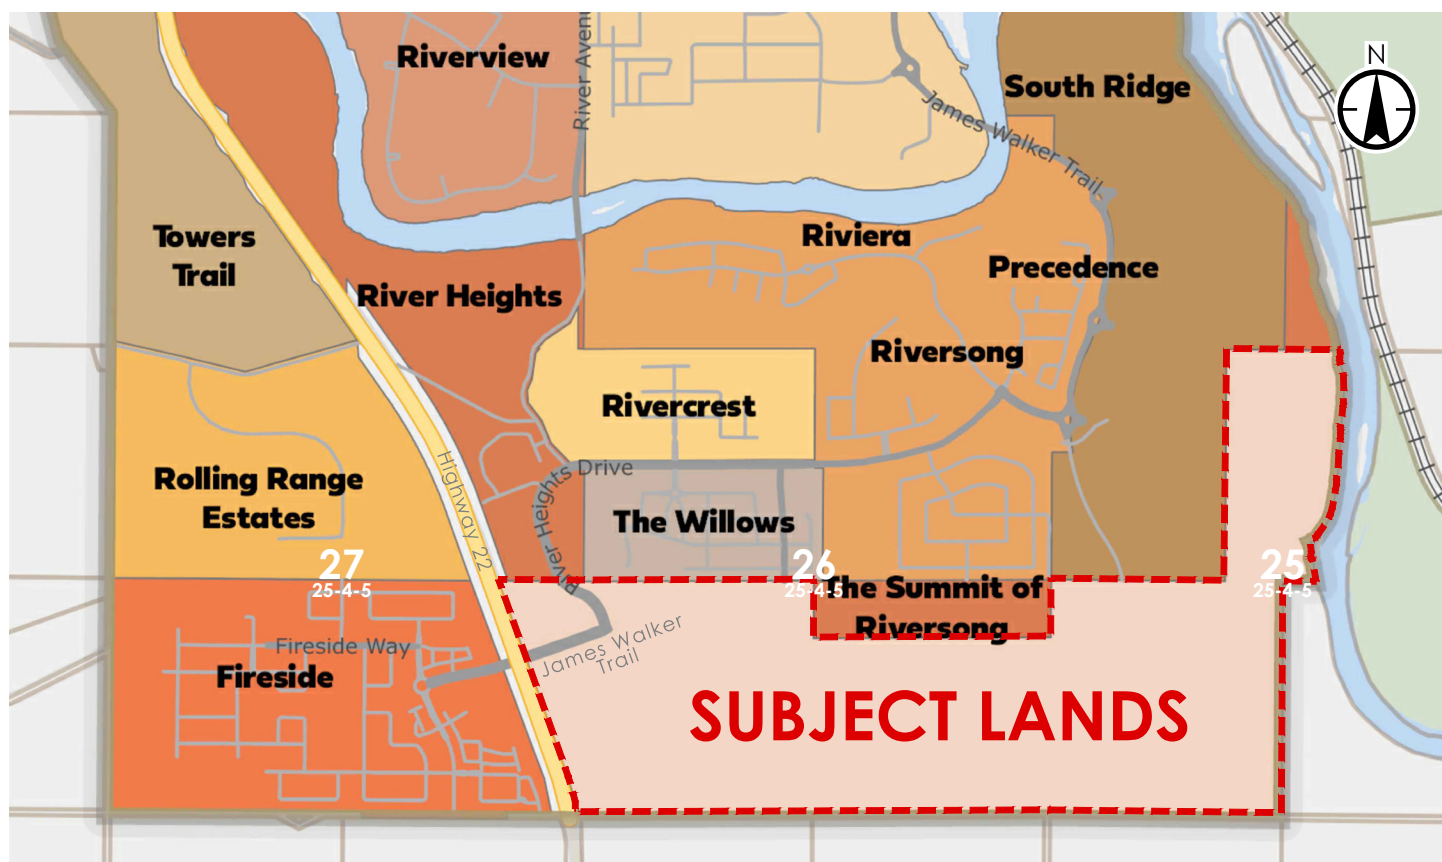 N
Riverview
River Aven
South Ridge
James Walker Trail
Towers
Trail
Riviera
Precedence
River Heights
Riversong
Rivercrest
Highway 22
River Heights Drive
Rolling Range
Estates
The Willows
27
25-4-5
26
25-4-5
25
25-4-5
The Summit of
Riversong
Fireside Way
Fireside
James Walker
Trail
SUBJECT LANDS